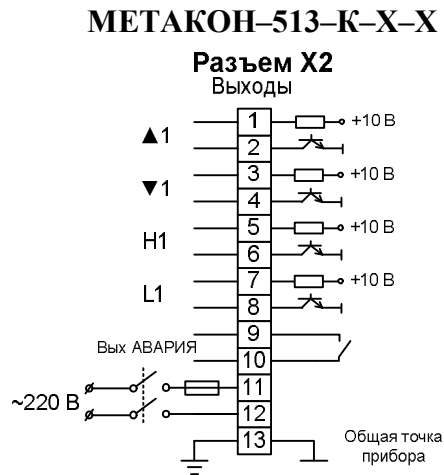 МЕТАКОН–513–К–Х–Х
Разъем Х2
Выходы
▲1
▼1
H1
L1
1
2
3
4
5
6
7
8
9
10
11
12
13
+10 В
+10 В
+10 В
+10 В
Вых АВАРИЯ
~220 В
Общая точка
прибора